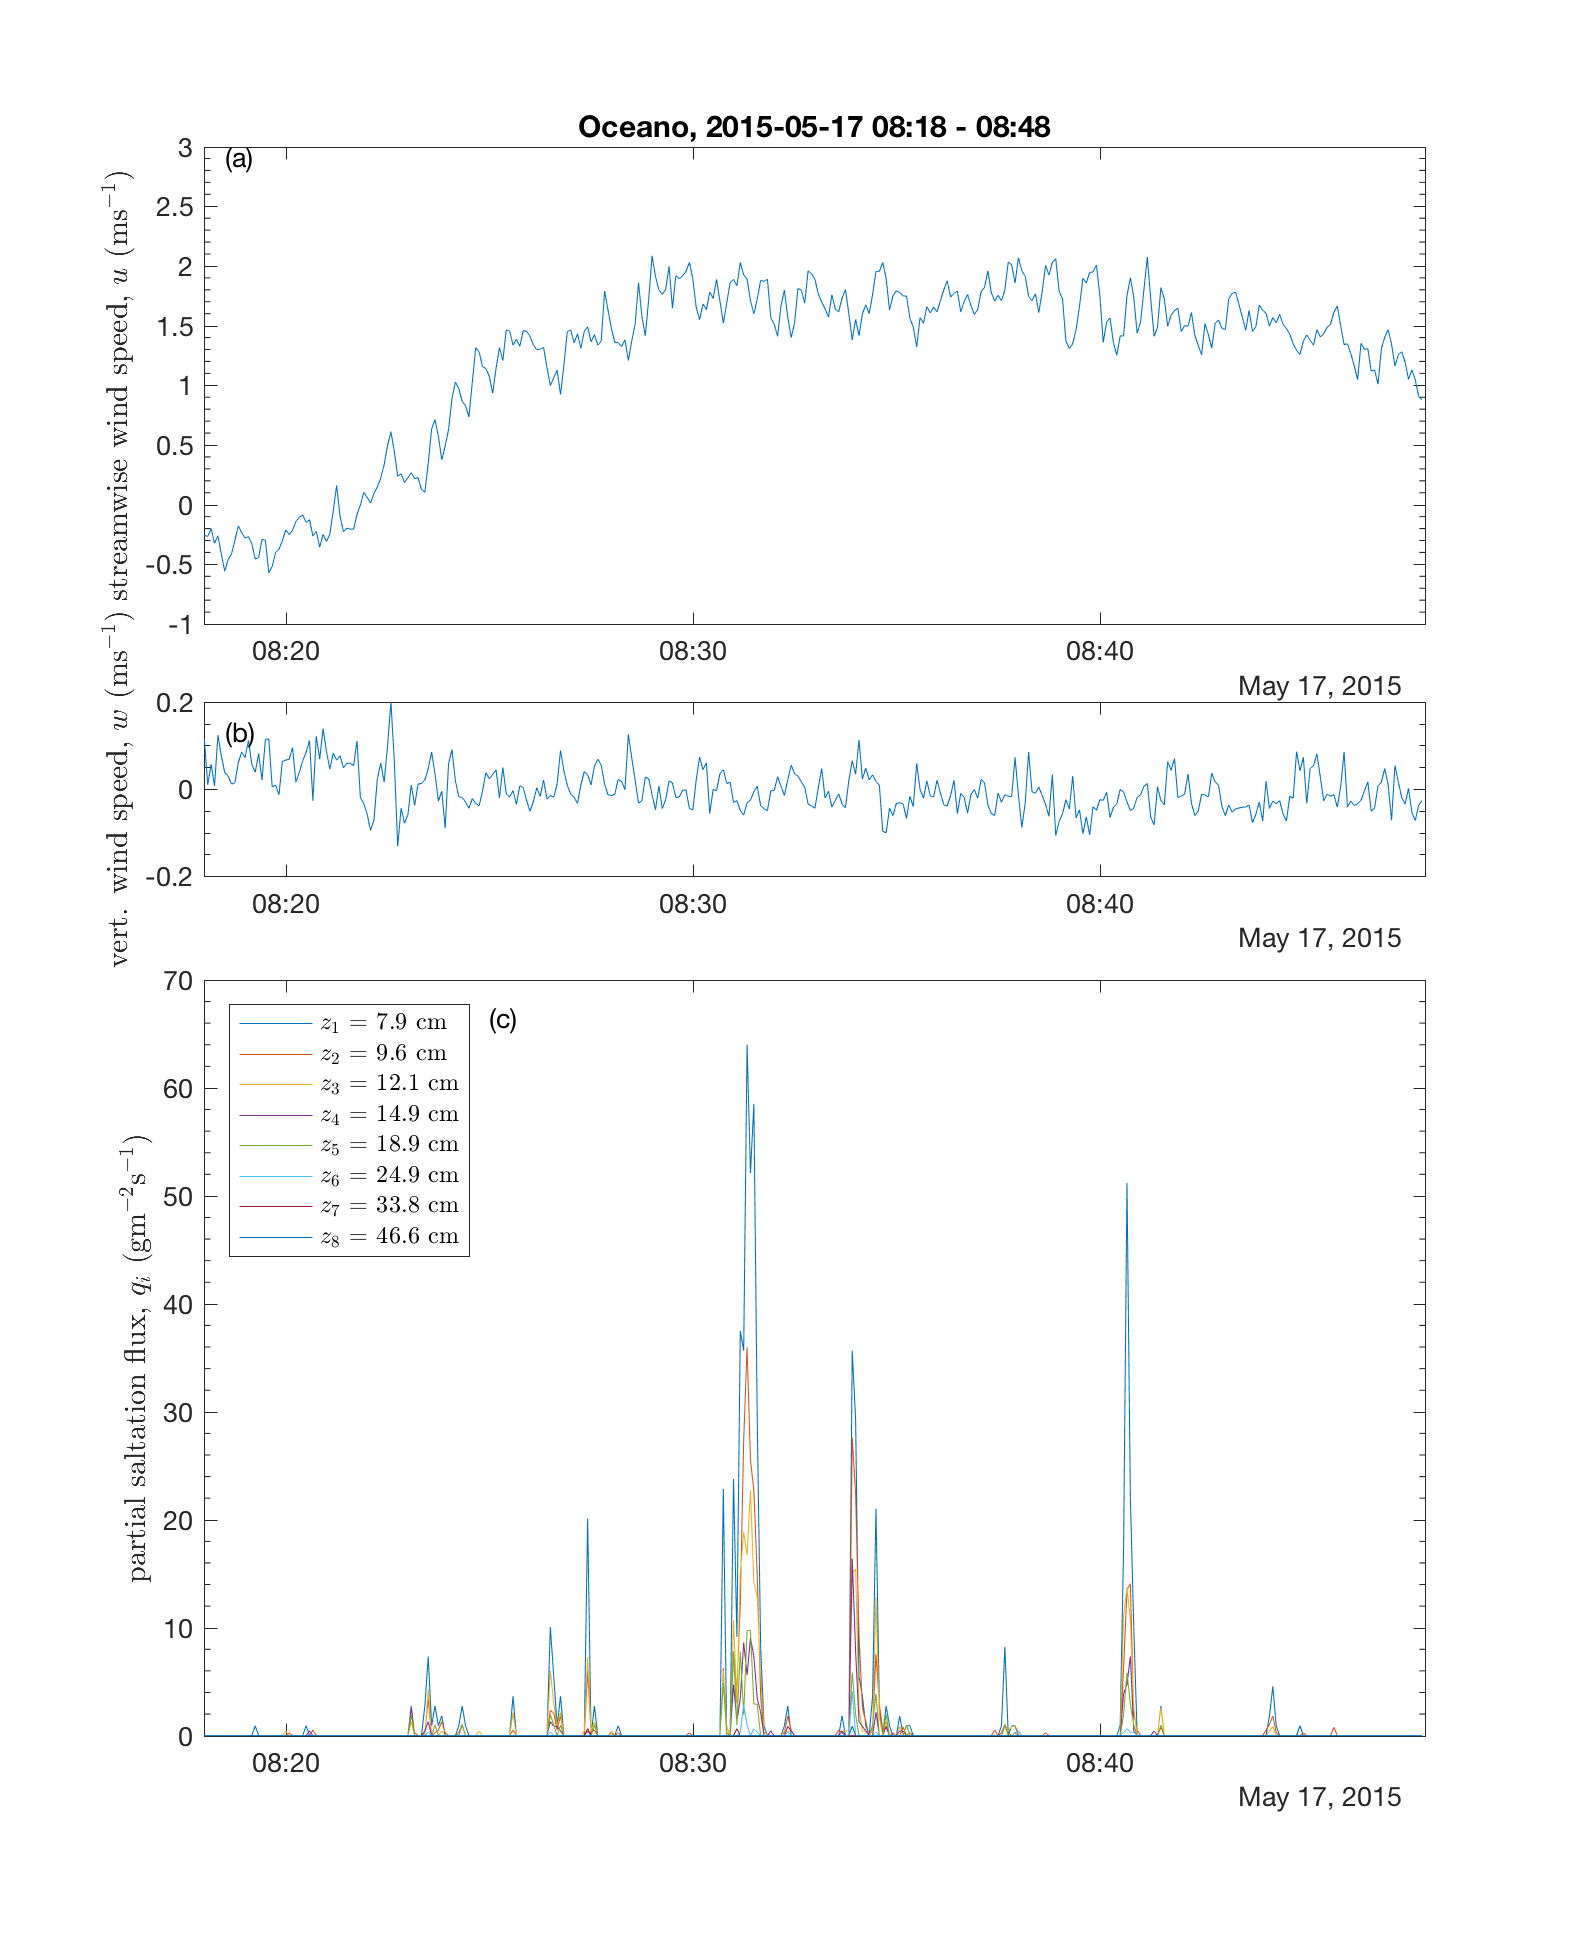 Oceano, 2015-05-17 08:18 - 08:48
(a)
streamwise wind speed, u (ms⁻¹)
3
2.5
2
1.5
1
0.5
0
-0.5
-1
08:20 08:30 08:40
May 17, 2015
(b)
vert. wind speed, w (ms⁻¹)
0.2
0
-0.2
08:20 08:30 08:40
May 17, 2015
(c)
partial saltation flux, qᵢ (gm⁻²s⁻¹)
70
60
50
40
30
20
10
0
z₁ = 7.9 cm
z₂ = 9.6 cm
z₃ = 12.1 cm
z₄ = 14.9 cm
z₅ = 18.9 cm
z₆ = 24.9 cm
z₇ = 33.8 cm
z₈ = 46.6 cm
08:20 08:30 08:40
May 17, 2015